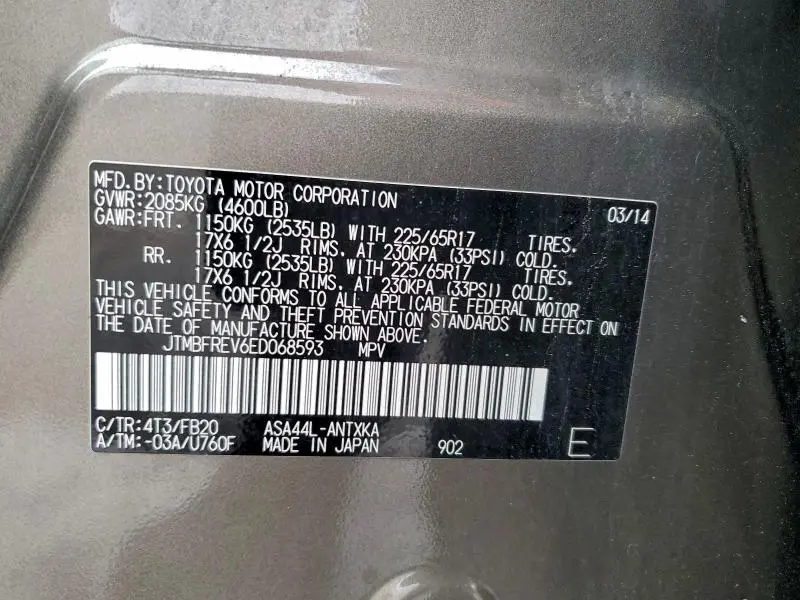 MFD.BY:TOYOTA MOTOR CORPORATION 03/14
GVWR:2085KG (4600LB)
GAWR:FRT. 1150KG (2535LB) WITH 225/65R17 TIRES.
17X6 1/2J RIMS. AT 230KPA (33PSI) COLD.
RR. 1150KG (2535LB) WITH 225/65R17 TIRES.
17X6 1/2J RIMS. AT 230KPA (33PSI) COLD.
THIS VEHICLE CONFORMS TO ALL APPLICABLE FEDERAL MOTOR
VEHICLE SAFETY AND THEFT PREVENTION STANDARDS IN EFFECT ON
THE DATE OF MANUFACTURE SHOWN ABOVE.
JTMBFREV6ED068593 MPV
C/TR:4T3/FB20 ASA44L-ANTXKA
A/TM:-03A/U760F MADE IN JAPAN 902 E